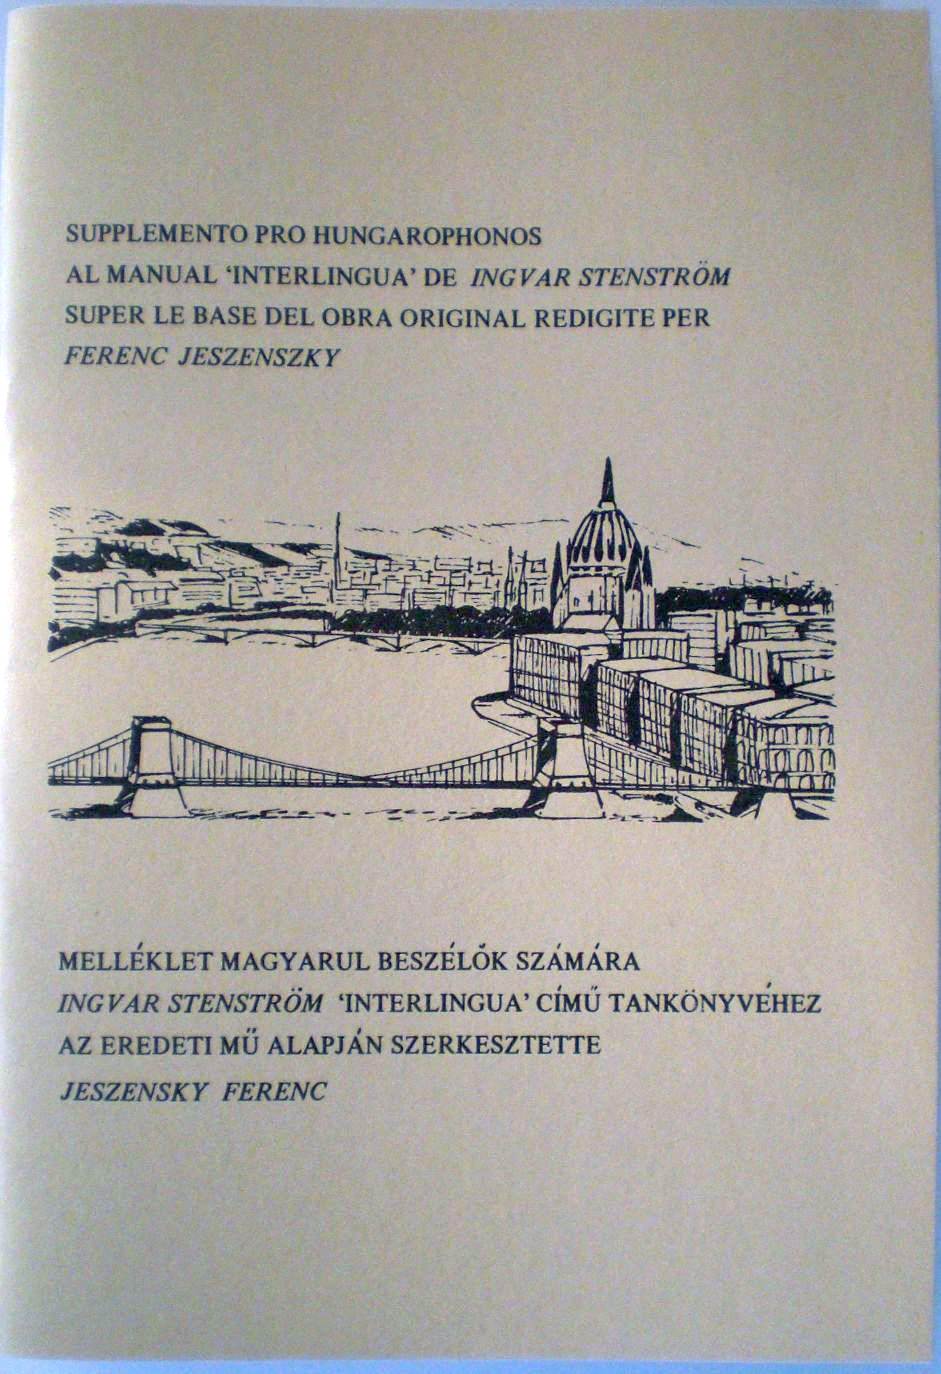 SUPPLEMENTO PRO HUNGAROPHONOS
AL MANUAL ‘INTERLINGUA’ DE INGVAR STENSTRÖM
SUPER LE BASE DEL OBRA ORIGINAL REDIGITE PER
FERENC JESZENSZKY
MELLÉKLET MAGYARUL BESZÉLŐK SZÁMÁRA
INGVAR STENSTRÖM ‘INTERLINGUA’ CÍMŰ TANKÖNYVÉHEZ
AZ EREDETI MŰ ALAPJÁN SZERKESZTETTE
JESZENSKY FERENC